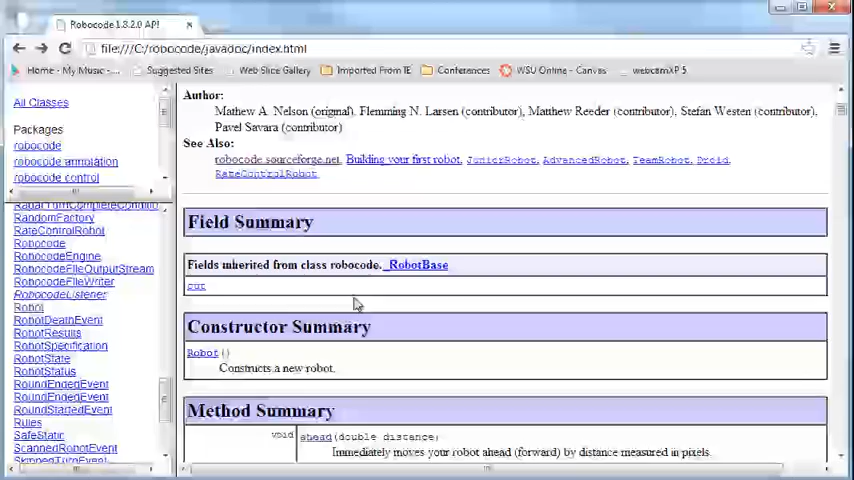 Robocode 1.8.2.0 API
file:///C:/robocode/javadoc/index.html
Home - My Music -... Suggested Sites Web Slice Gallery Imported From IE Conferences WSU Online - Canvas webcamXP 5
All Classes
Packages
robocode
robocode annotation
robocode control
RadarTurnCompleteConditio
RandomFactory
RateControlRobot
Robocode
RobocodeEngine
RobocodeFileOutputStream
RobocodeFileWriter
RobocodeListener
Robot
RobotDeathEvent
RobotResults
RobotSpecification
RobotState
RobotStatus
RoundEndedEvent
RoundEndedEvent
RoundStartedEvent
Rules
SafeStatic
ScannedRobotEvent
SkippedTurnEvent
Author:
Mathew A. Nelson (original), Flemming N. Larsen (contributor), Matthew Reeder (contributor), Stefan Westen (contributor),
Pavel Savara (contributor)
See Also:
robocode.sourceforge.net, Building your first robot, JuniorRobot, AdvancedRobot, TeamRobot, Droid,
RateControlRobot
Field Summary
Fields inherited from class robocode._RobotBase
out
Constructor Summary
Robot()
Constructs a new robot.
Method Summary
void ahead(double distance)
Immediately moves your robot ahead (forward) by distance measured in pixels.